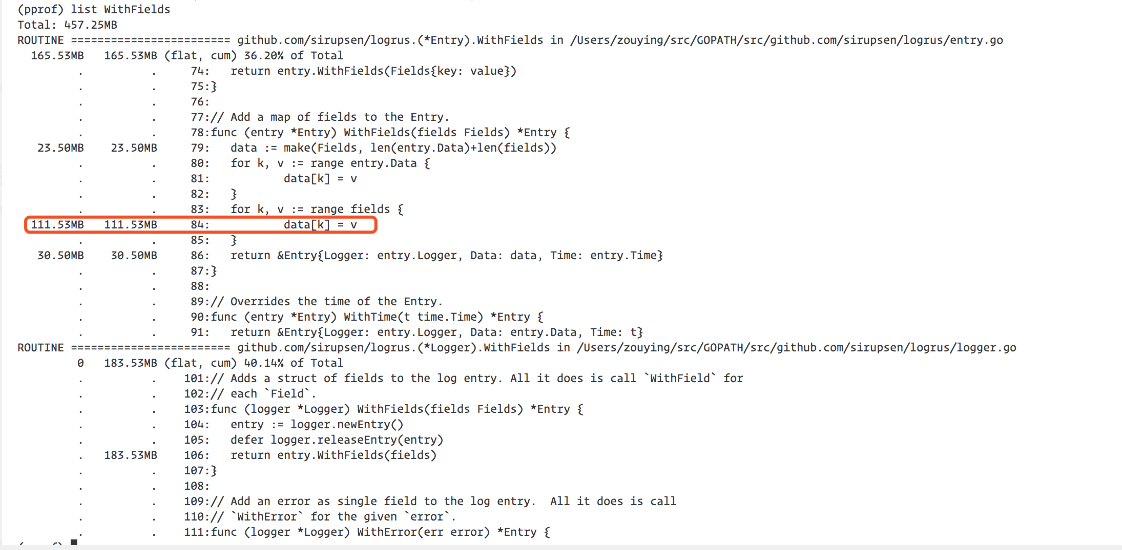 (pprof) list WithFields
Total: 457.25MB
ROUTINE ======================== github.com/sirupsen/logrus.(*Entry).WithFields in /Users/zouying/src/GOPATH/src/github.com/sirupsen/logrus/entry.go
165.53MB 165.53MB (flat, cum) 36.20% of Total
. . 74: return entry.WithFields(Fields{key: value})
. . 75:}
. . 76:
. . 77:// Add a map of fields to the Entry.
. . 78:func (entry *Entry) WithFields(fields Fields) *Entry {
23.50MB 23.50MB 79: data := make(Fields, len(entry.Data)+len(fields))
. . 80: for k, v := range entry.Data {
. . 81: data[k] = v
. . 82: }
. . 83: for k, v := range fields {
111.53MB 111.53MB 84: data[k] = v
. . 85: }
30.50MB 30.50MB 86: return &Entry{Logger: entry.Logger, Data: data, Time: entry.Time}
. . 87:}
. . 88:
. . 89:// Overrides the time of the Entry.
. . 90:func (entry *Entry) WithTime(t time.Time) *Entry {
. . 91: return &Entry{Logger: entry.Logger, Data: entry.Data, Time: t}
ROUTINE ======================== github.com/sirupsen/logrus.(*Logger).WithFields in /Users/zouying/src/GOPATH/src/github.com/sirupsen/logrus/logger.go
0 183.53MB (flat, cum) 40.14% of Total
. . 101:// Adds a struct of fields to the log entry. All it does is call `WithField` for
. . 102:// each `Field`.
. . 103:func (logger *Logger) WithFields(fields Fields) *Entry {
. . 104: entry := logger.newEntry()
. . 105: defer logger.releaseEntry(entry)
. 183.53MB 106: return entry.WithFields(fields)
. . 107:}
. . 108:
. . 109:// Add an error as single field to the log entry.  All it does is call
. . 110:// `WithError` for the given `error`.
. . 111:func (logger *Logger) WithError(err error) *Entry {